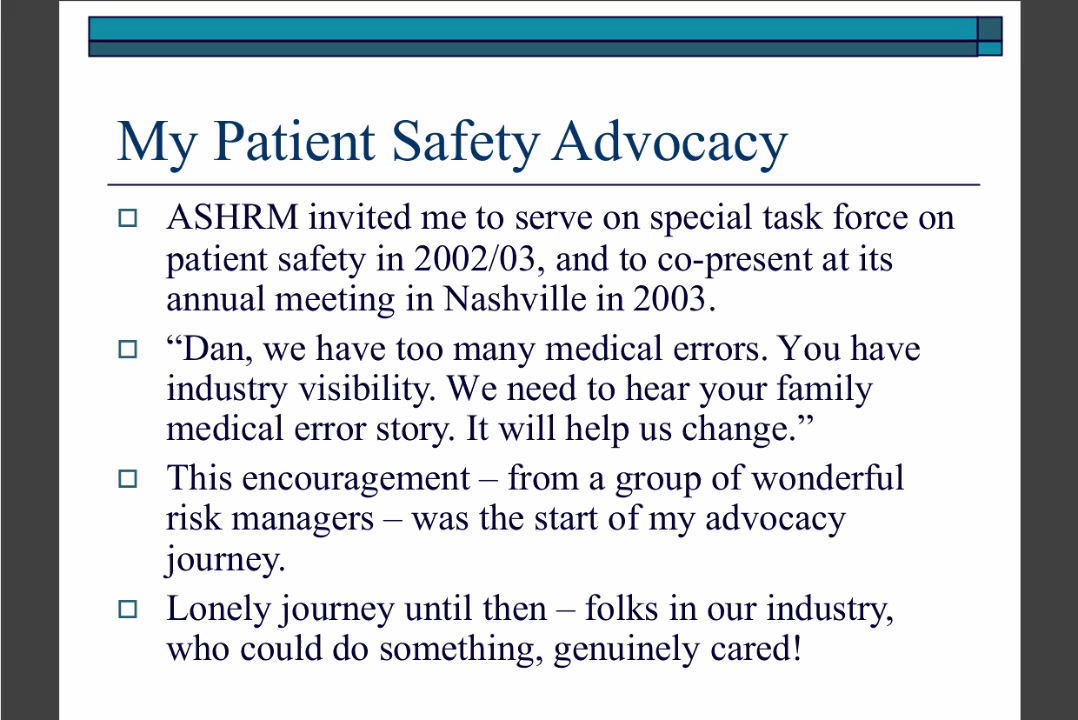 My Patient Safety Advocacy
ASHRM invited me to serve on special task force on
patient safety in 2002/03, and to co-present at its
annual meeting in Nashville in 2003.
“Dan, we have too many medical errors. You have
industry visibility. We need to hear your family
medical error story. It will help us change.”
This encouragement – from a group of wonderful
risk managers – was the start of my advocacy
journey.
Lonely journey until then – folks in our industry,
who could do something, genuinely cared!